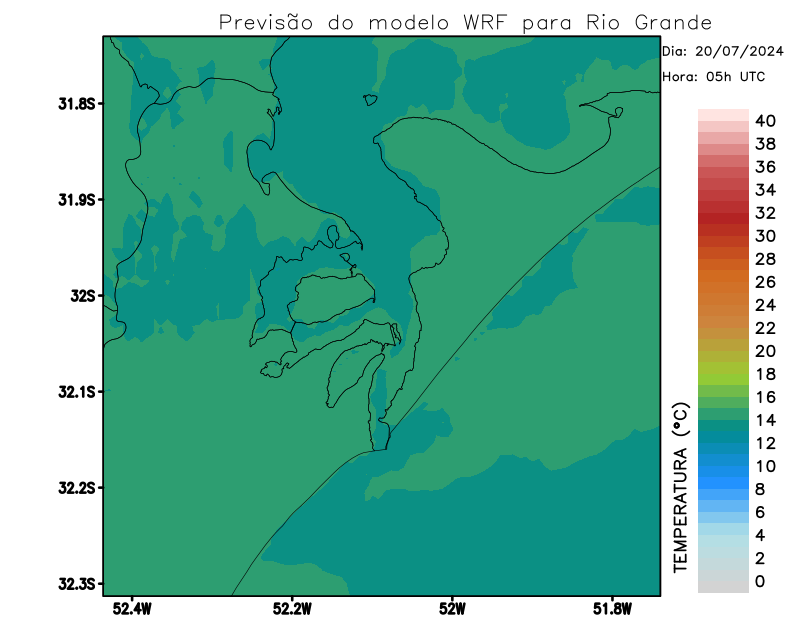 Previsão do modelo WRF para Rio Grande
Dia: 20/07/2024
Hora: 05h UTC
31.8S
31.9S
32S
32.1S
32.2S
32.3S
52.4W
52.2W
52W
51.8W
TEMPERATURA (°C)
40
38
36
34
32
30
28
26
24
22
20
18
16
14
12
10
8
6
4
2
0